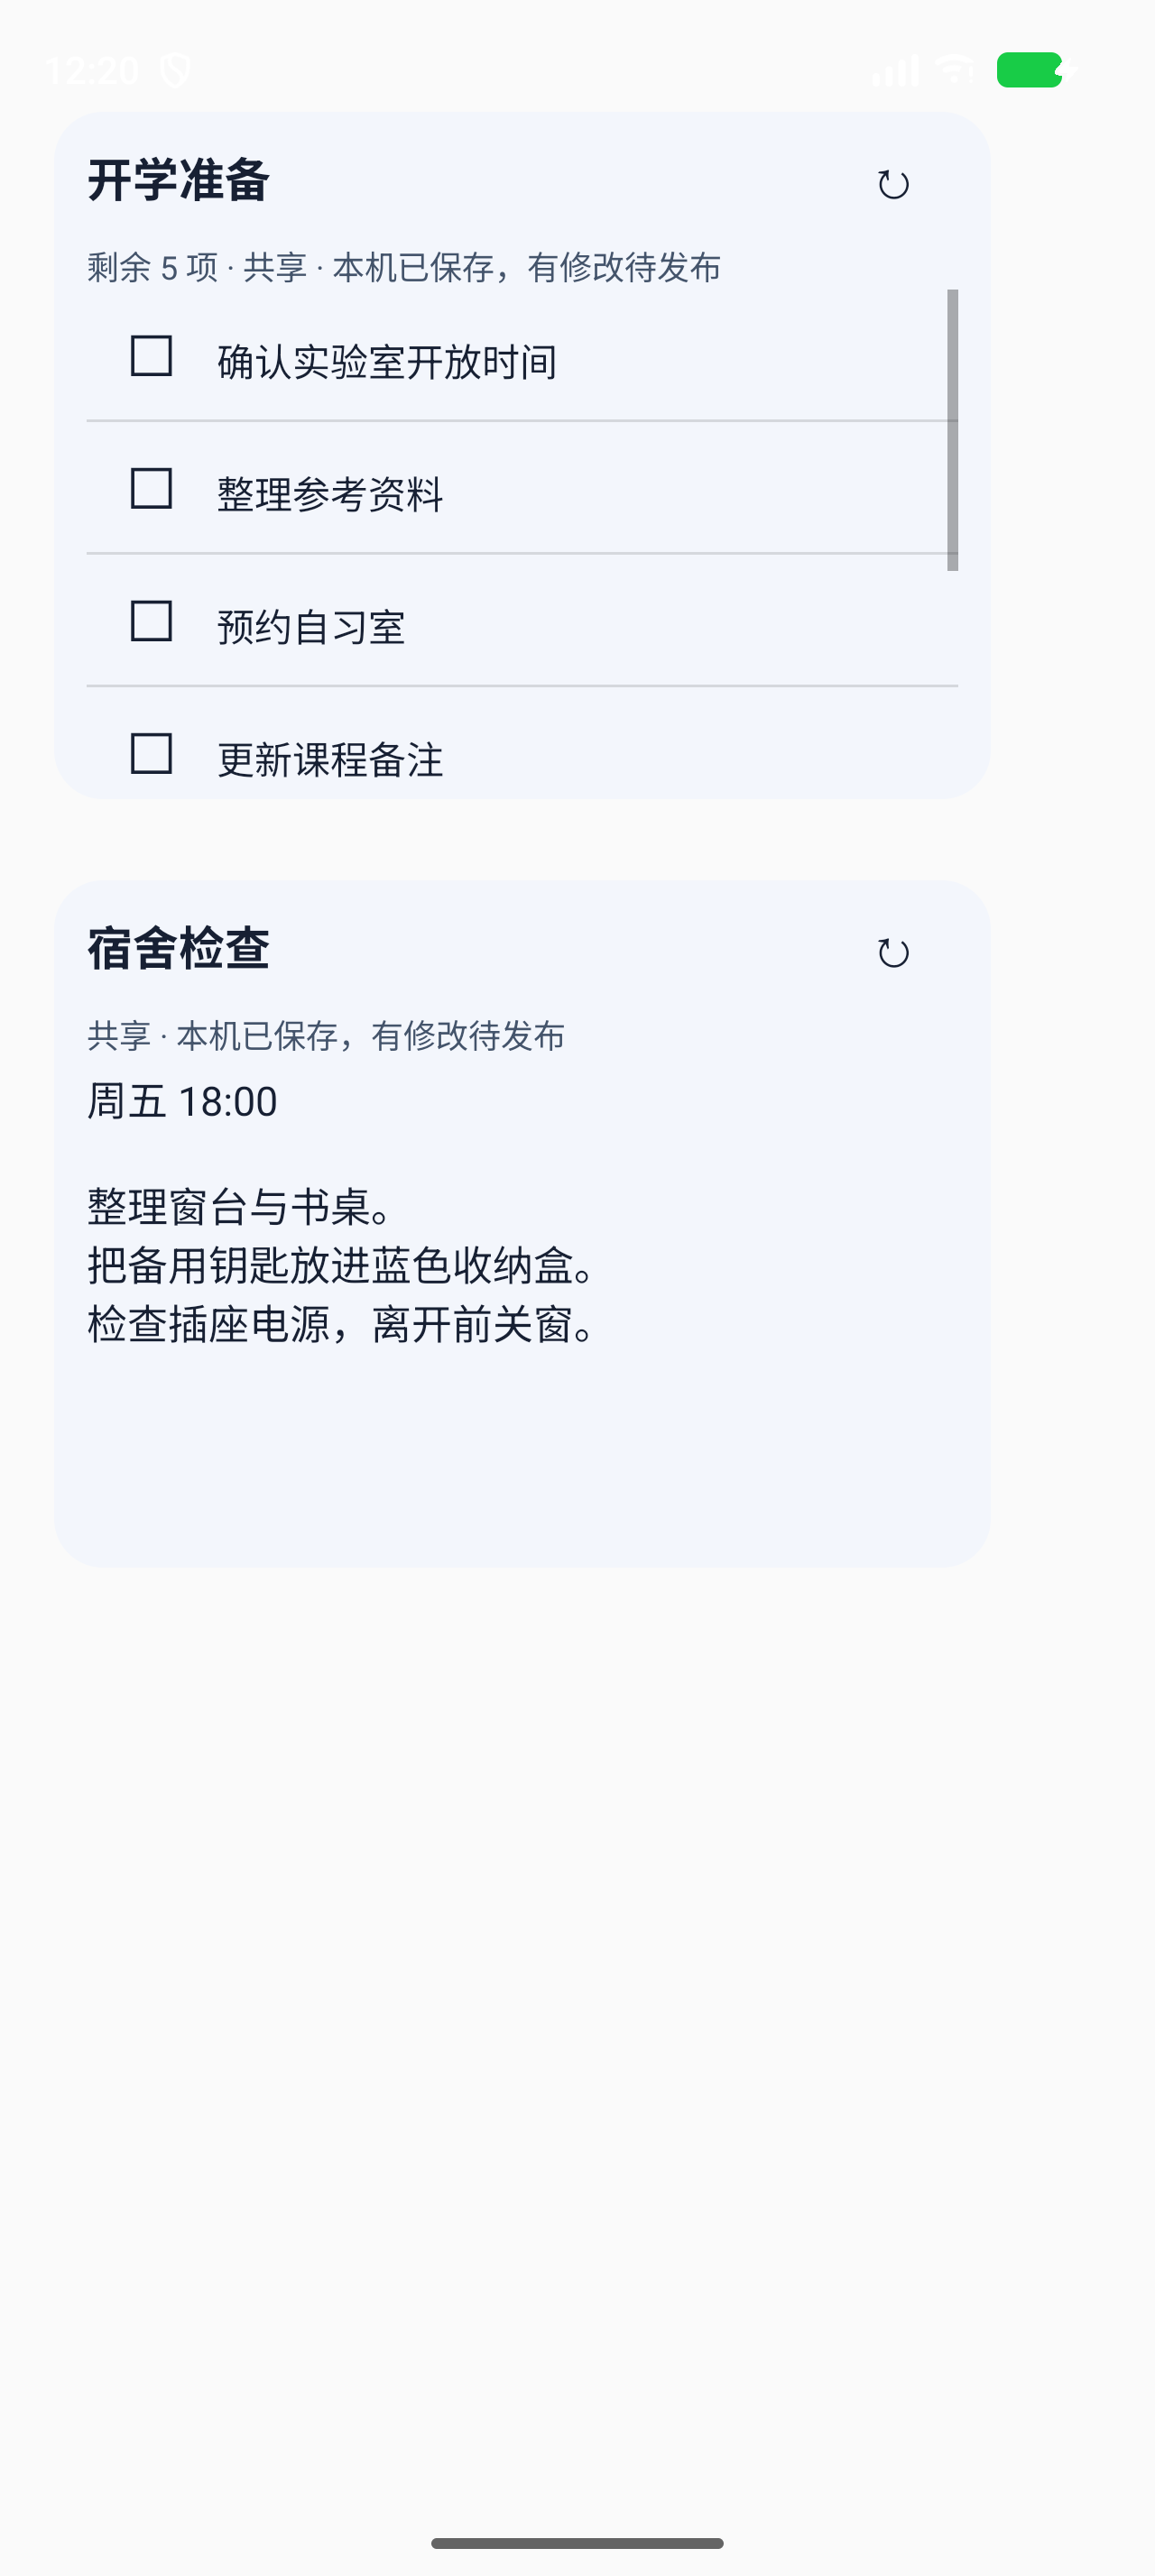 12:20
开学准备
剩余 5 项 · 共享 · 本机已保存，有修改待发布
确认实验室开放时间
整理参考资料
预约自习室
更新课程备注
宿舍检查
共享 · 本机已保存，有修改待发布
周五 18:00
整理窗台与书桌。
把备用钥匙放进蓝色收纳盒。
检查插座电源，离开前关窗。